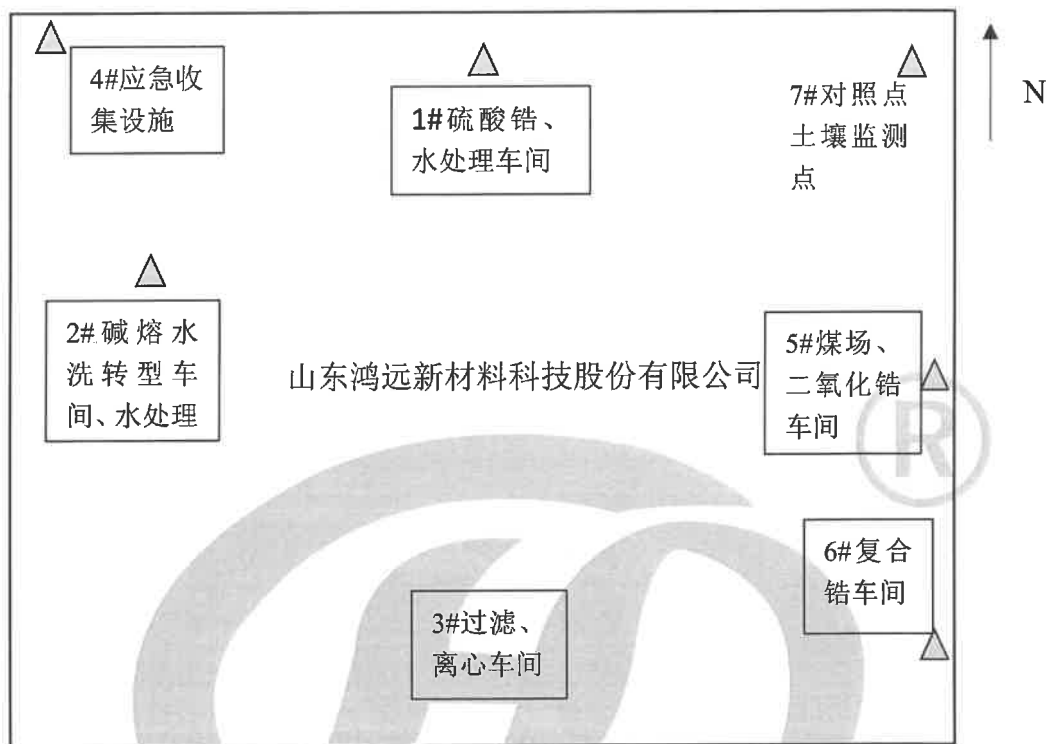 4#应急收
集设施
1#硫酸锆、
水处理车间
7#对照点
土壤监测
点
N
2#碱熔水
洗转型车
间、水处理
山东鸿远新材料科技股份有限公司
5#煤场、
二氧化锆
车间
R
6#复合
锆车间
3#过滤、
离心车间